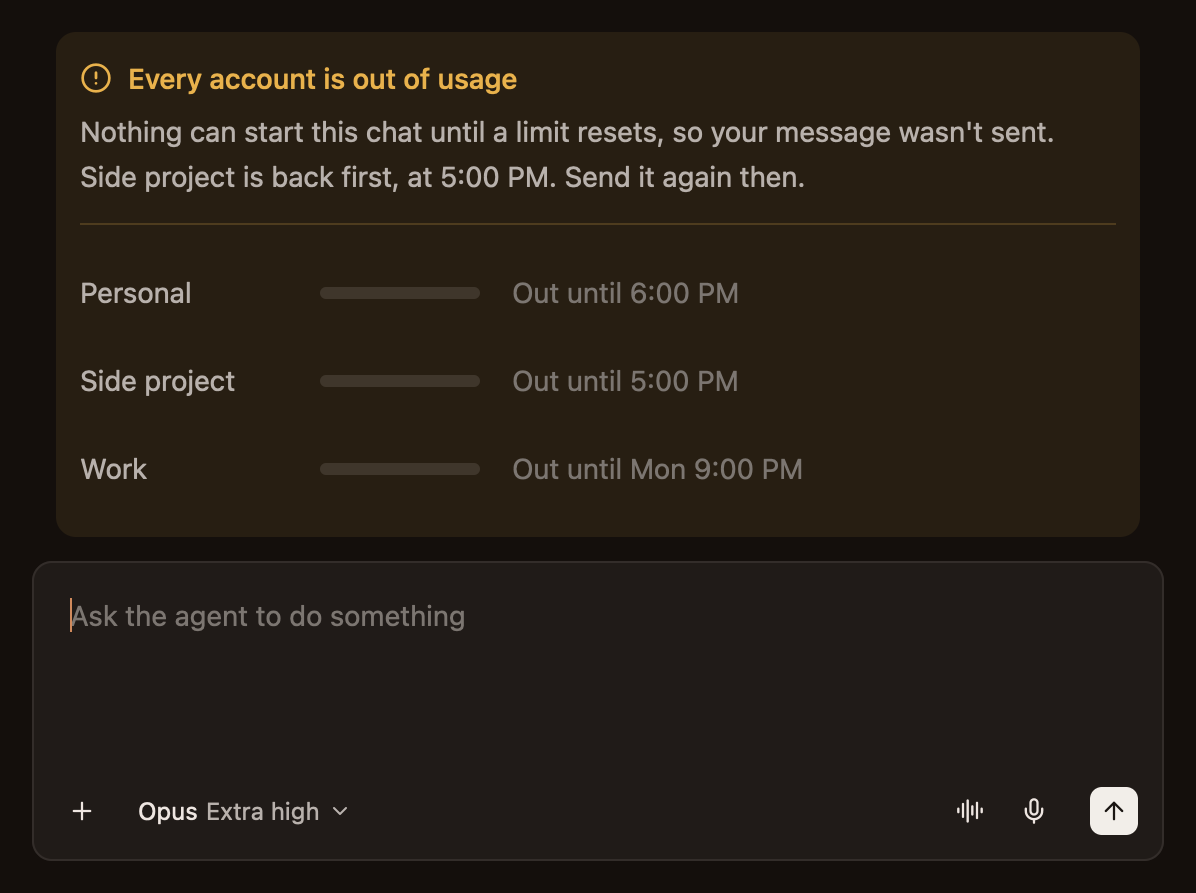 Every account is out of usage
Nothing can start this chat until a limit resets, so your message wasn't sent.
Side project is back first, at 5:00 PM. Send it again then.
Personal Out until 6:00 PM
Side project Out until 5:00 PM
Work Out until Mon 9:00 PM
Ask the agent to do something
Opus Extra high